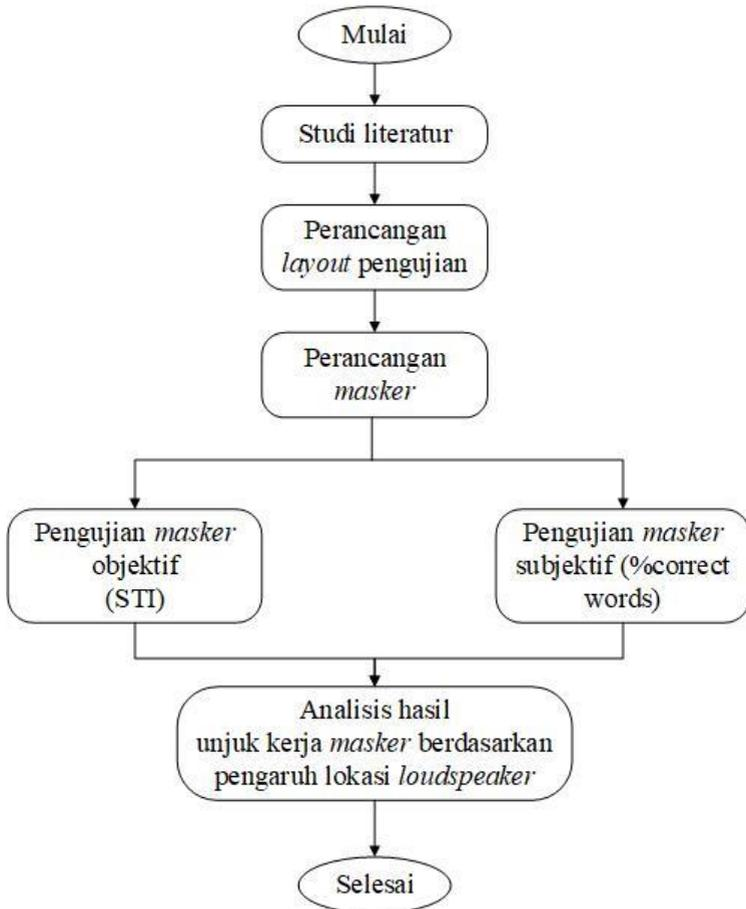 Mulai
Studi literatur
Perancangan
layout pengujian
Perancangan
masker
Pengujian masker
objektif
(STI)
Pengujian masker
subjektif (%correct
words)
Analisis hasil
unjuk kerja masker berdasarkan
pengaruh lokasi loudspeaker
Selesai